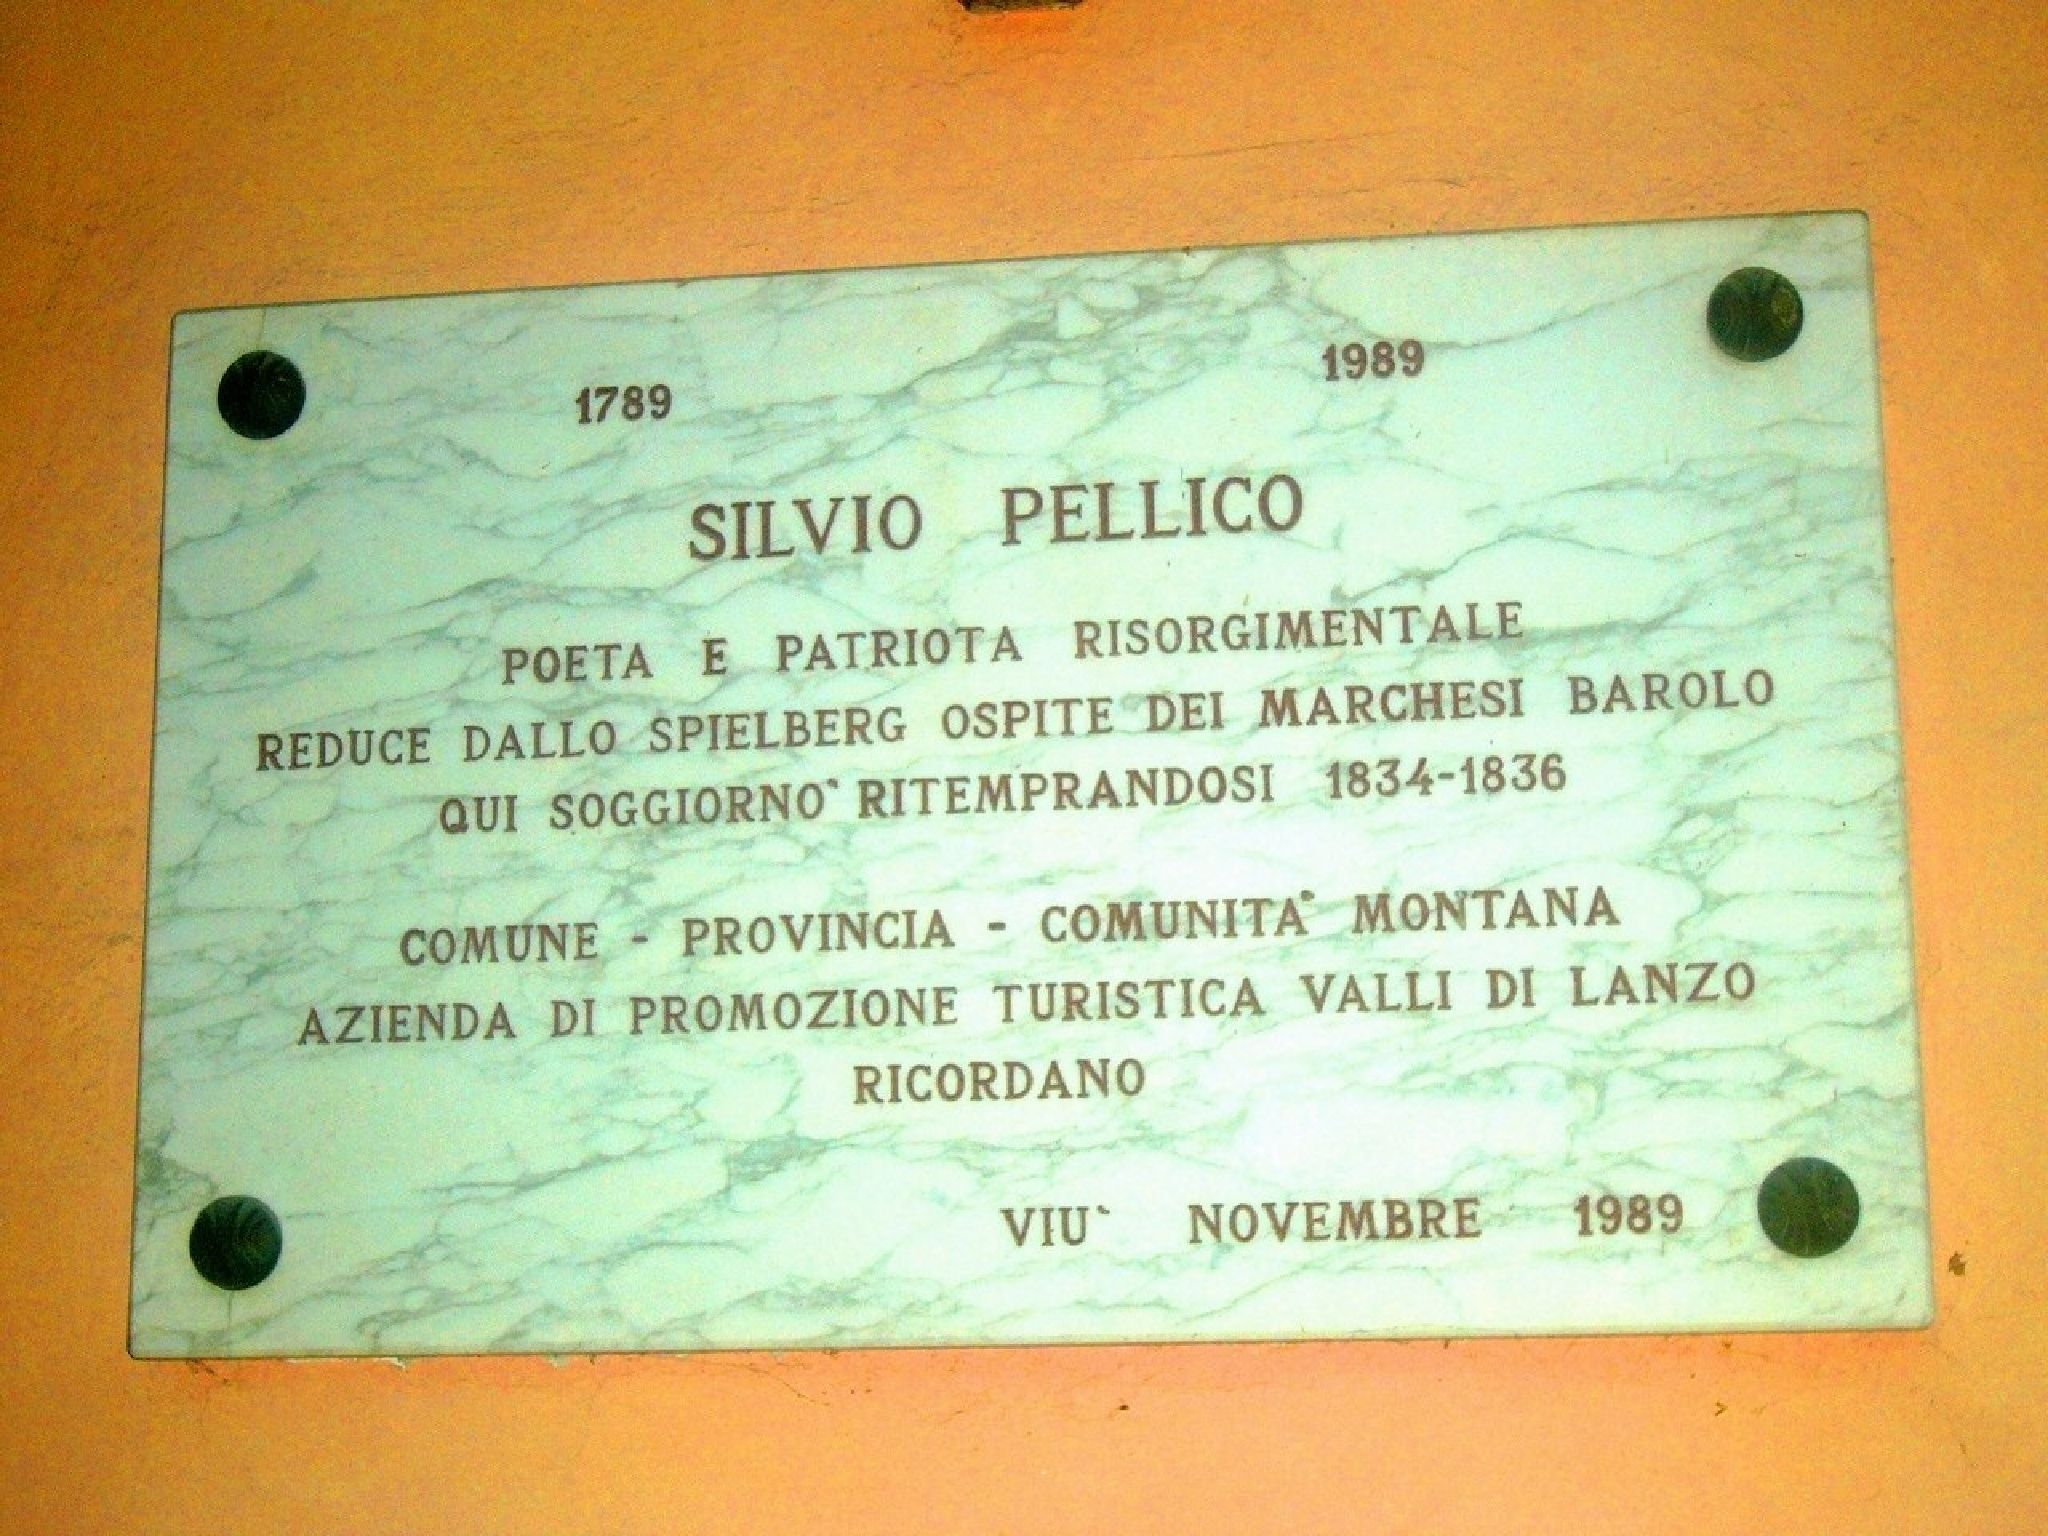 1789 1989
SILVIO PELLICO
POETA E PATRIOTA RISORGIMENTALE
REDUCE DALLO SPIELBERG OSPITE DEI MARCHESI BAROLO
QUI SOGGIORNO` RITEMPRANDOSI 1834-1836
COMUNE - PROVINCIA - COMUNITA` MONTANA
AZIENDA DI PROMOZIONE TURISTICA VALLI DI LANZO
RICORDANO
VIU` NOVEMBRE 1989